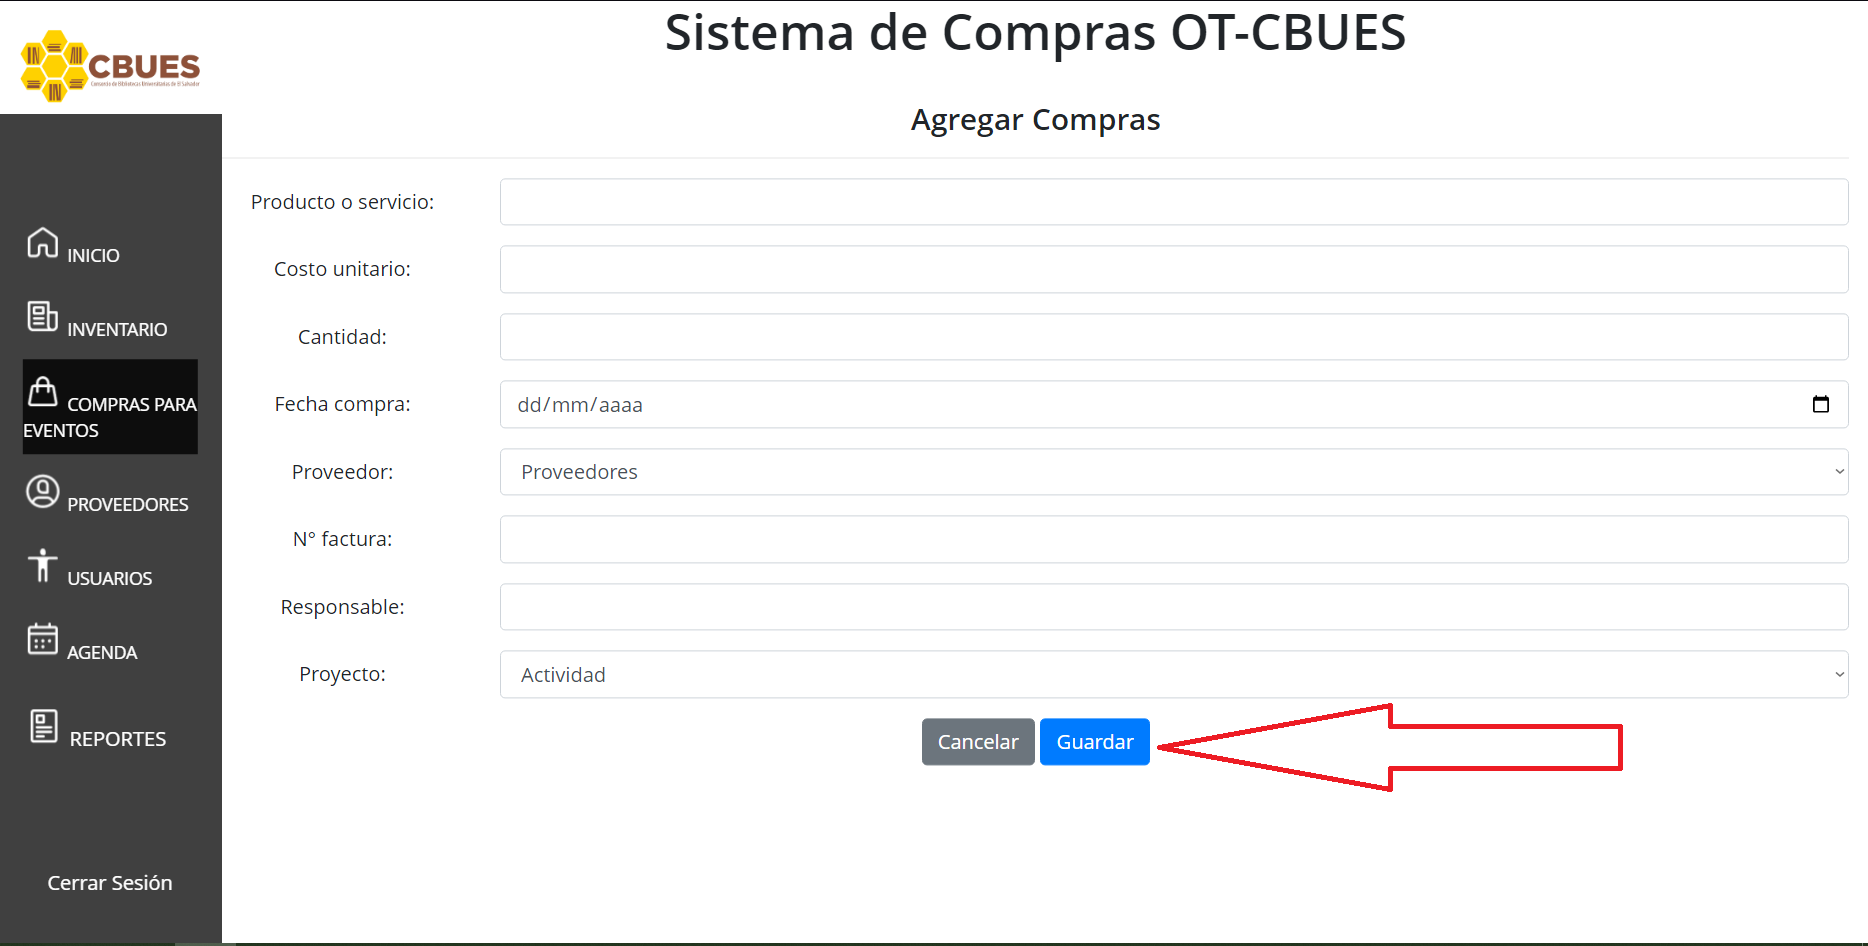 Sistema de Compras OT-CBUES
CBUES
Consorcio de Bibliotecas Universitarias de El Salvador
Agregar Compras
Producto o servicio:
Costo unitario:
Cantidad:
Fecha compra:
dd/mm/aaaa
Proveedor:
Proveedores
N° factura:
Responsable:
Proyecto:
Actividad
Cancelar
Guardar
INICIO
INVENTARIO
COMPRAS PARA
EVENTOS
PROVEEDORES
USUARIOS
AGENDA
REPORTES
Cerrar Sesión